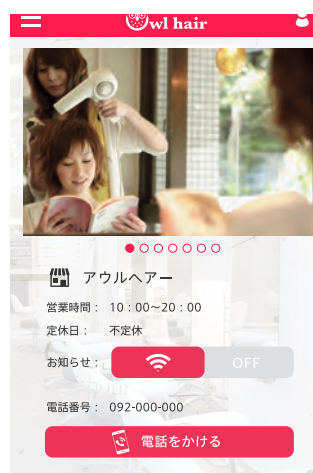 Owl hair
アウルヘアー
営業時間： 10：00～20：00
定休日： 不定休
お知らせ： OFF
電話番号： 092-000-000
電話をかける